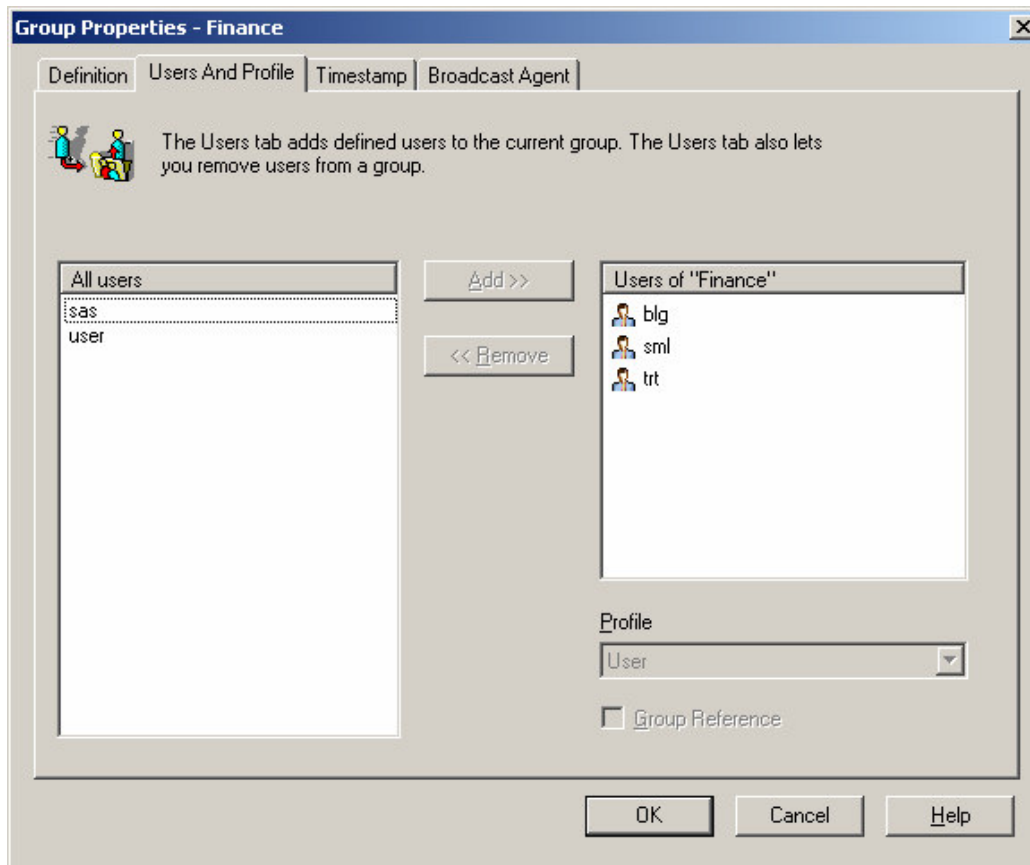 Group Properties - Finance
Definition
Users And Profile
Timestamp
Broadcast Agent
The Users tab adds defined users to the current group. The Users tab also lets
you remove users from a group.
All users
sas
user
Add >>
<< Remove
Users of "Finance"
blg
sml
trt
Profile
User
Group Reference
OK
Cancel
Help